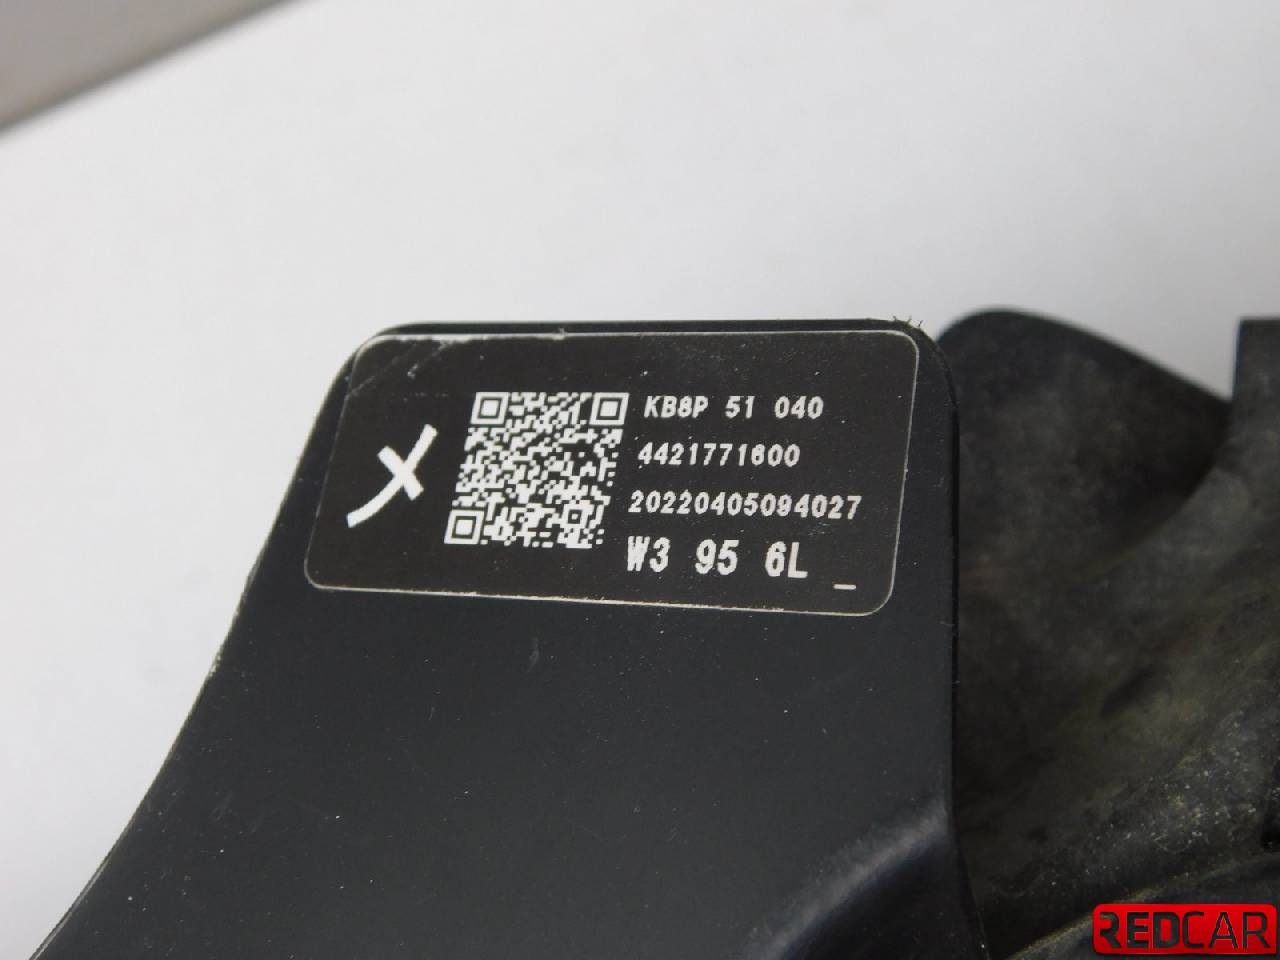 KB8P 51 040
4421771600
20220405094027
W3 95 6L _
REDCAR